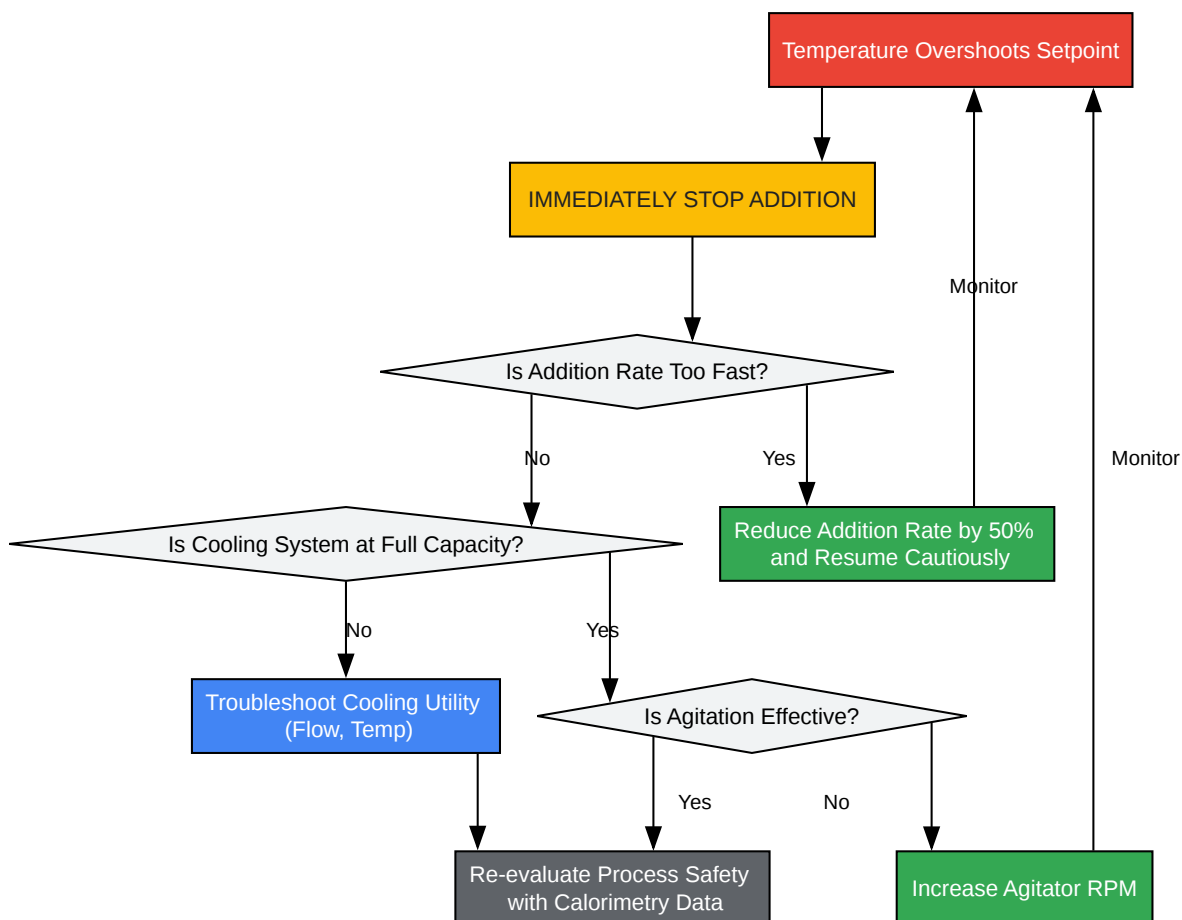 Temperature Overshoots Setpoint
IMMEDIATELY STOP ADDITION
Monitor
Is Addition Rate Too Fast?
No
Yes
Monitor
Reduce Addition Rate by 50%
and Resume Cautiously
Is Cooling System at Full Capacity?
No
Yes
Troubleshoot Cooling Utility
(Flow, Temp)
Is Agitation Effective?
Yes
No
Re-evaluate Process Safety
with Calorimetry Data
Increase Agitator RPM